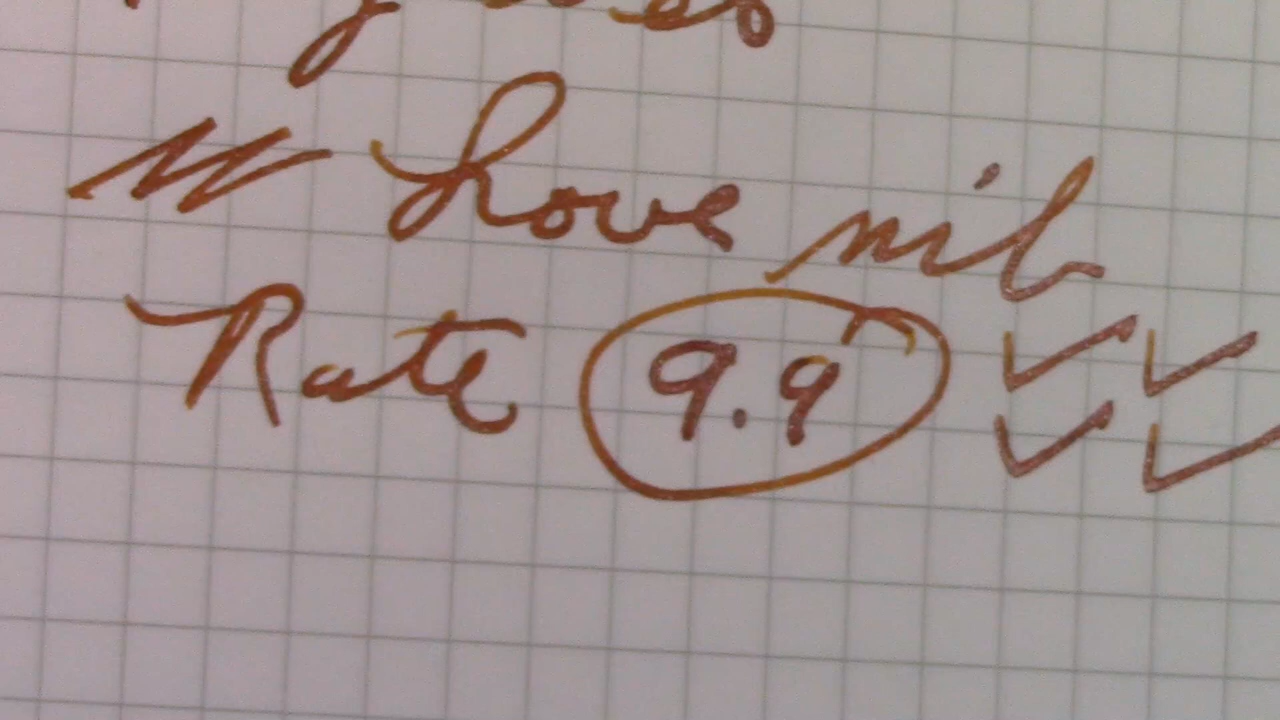 Love nib
Rate 9.9 ✓ ✓
✓ ✓